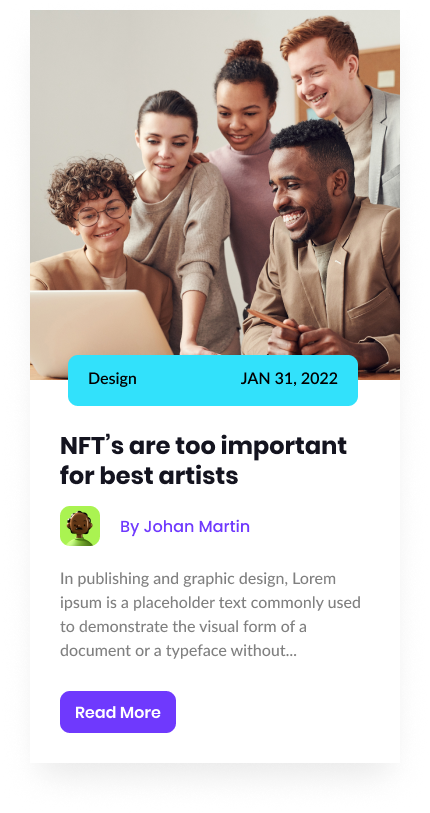 Design JAN 31, 2022
NFT’s are too important
for best artists
By Johan Martin
In publishing and graphic design, Lorem
ipsum is a placeholder text commonly used
to demonstrate the visual form of a
document or a typeface without...
Read More